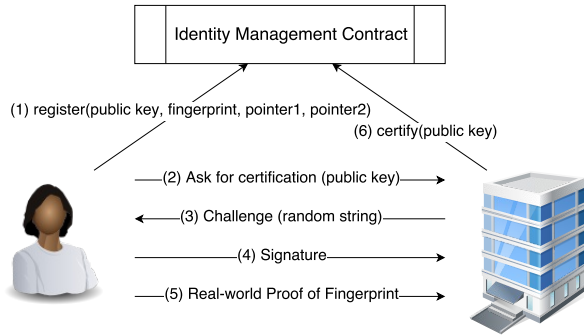 Identity Management Contract
(1) register(public key, fingerprint, pointer1, pointer2)
(6) certify(public key)
(2) Ask for certification (public key)
(3) Challenge (random string)
(4) Signature
(5) Real-world Proof of Fingerprint